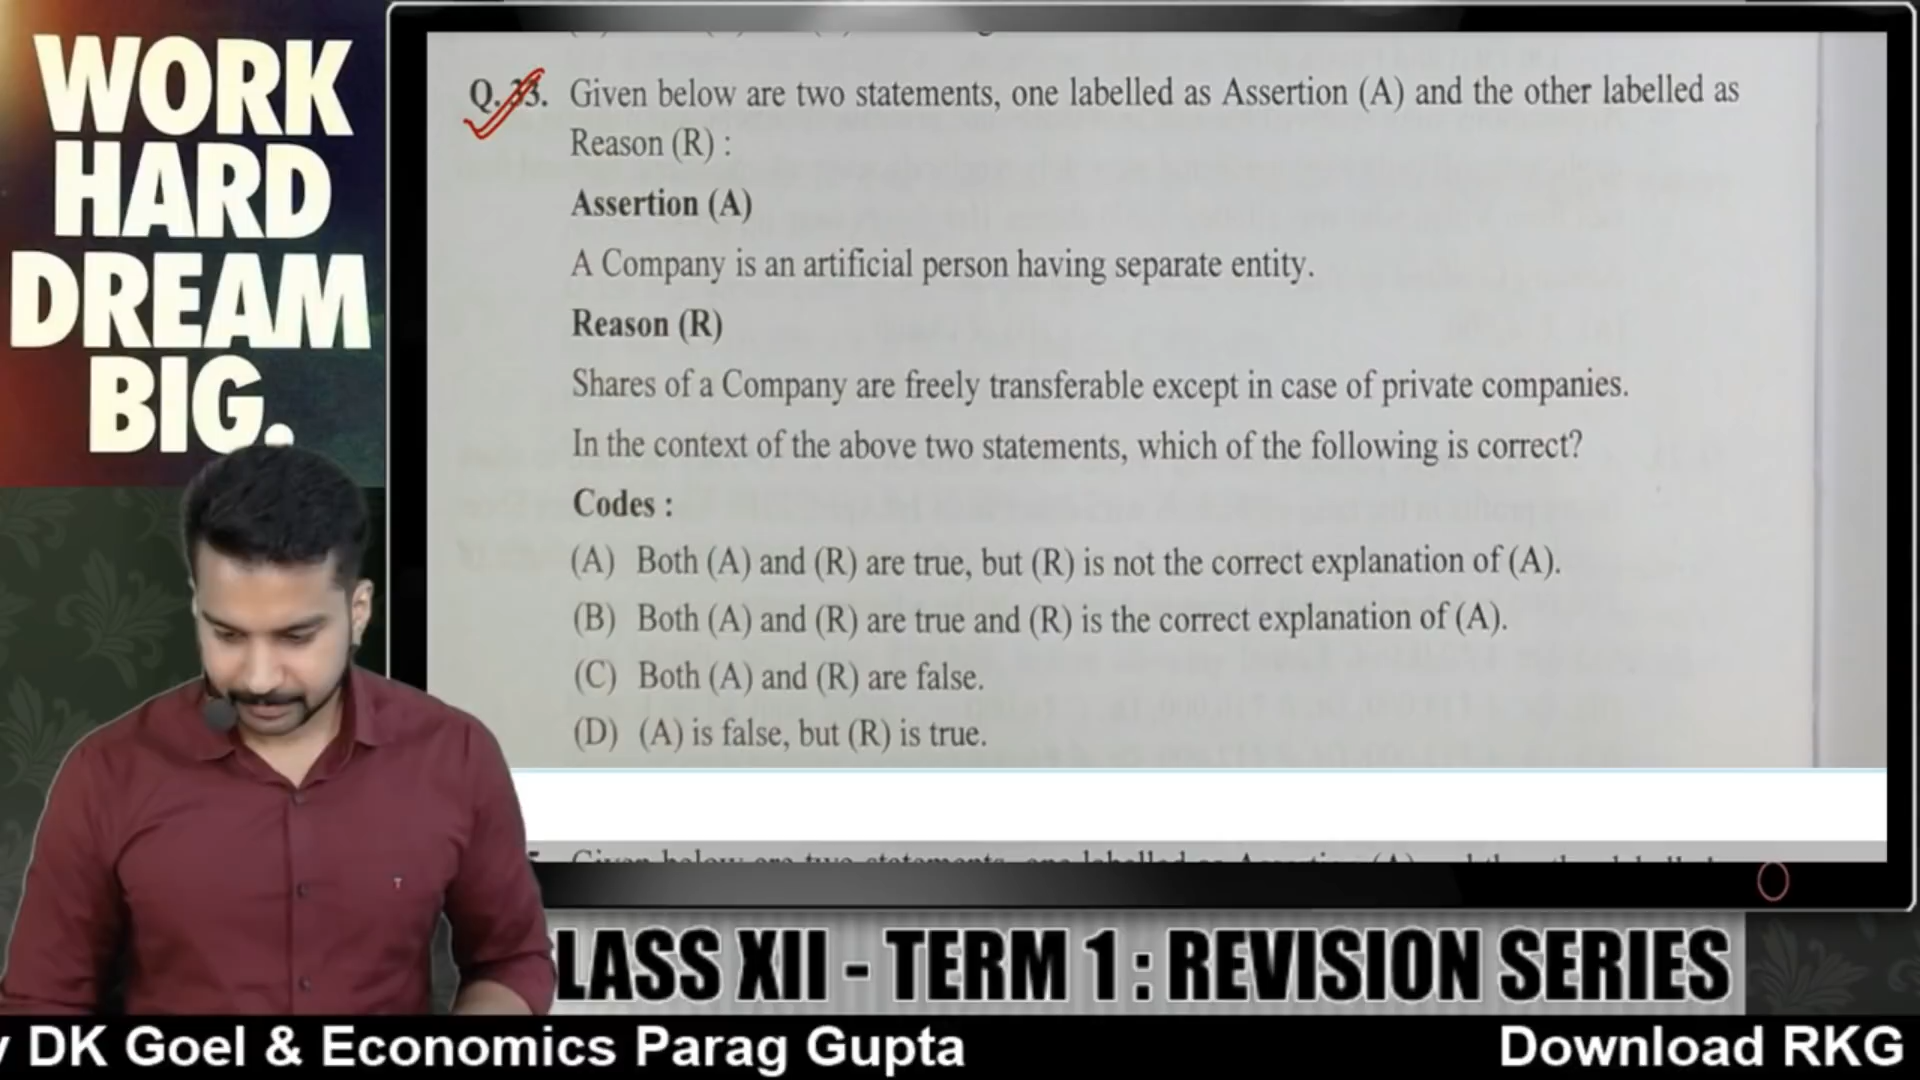 WORK
HARD
DREAM
BIG.
Q. 33. Given below are two statements, one labelled as Assertion (A) and the other labelled as
Reason (R) :
Assertion (A)
A Company is an artificial person having separate entity.
Reason (R)
Shares of a Company are freely transferable except in case of private companies.
In the context of the above two statements, which of the following is correct?
Codes :
(A) Both (A) and (R) are true, but (R) is not the correct explanation of (A).
(B) Both (A) and (R) are true and (R) is the correct explanation of (A).
(C) Both (A) and (R) are false.
(D) (A) is false, but (R) is true.
LASS XII - TERM 1 : REVISION SERIES
DK Goel & Economics Parag Gupta
Download RKG